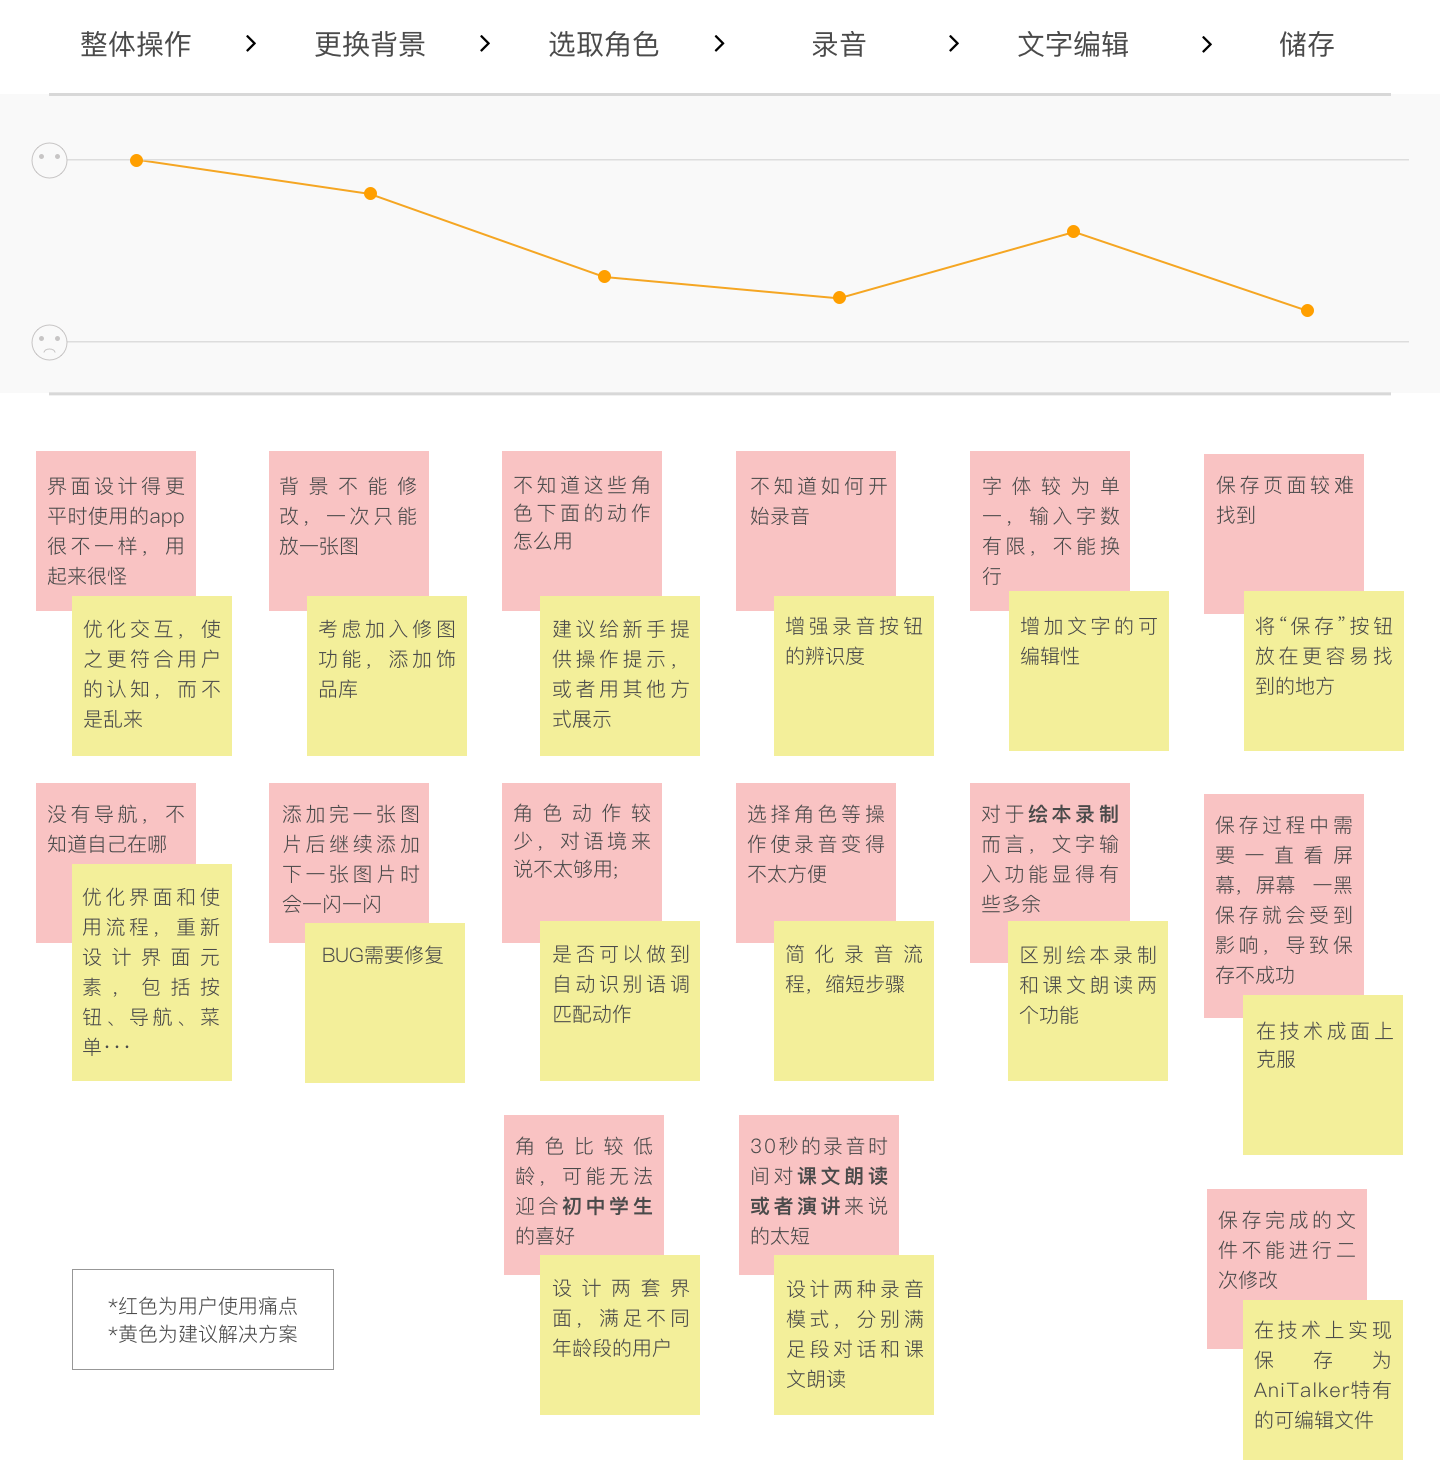 整体操作 > 更换背景 > 选取角色 > 录音 > 文字编辑 > 储存
界面设计得更
平时使用的app
很不一样，用
起来很怪
优化交互，使
之更符合用户
的认知，而不
是乱来
背景不能修
改，一次只能
放一张图
考虑加入修图
功能，添加饰
品库
不知道这些角
色下面的动作
怎么用
建议给新手提
供操作提示，
或者用其他方
式展示
不知道如何开
始录音
增强录音按钮
的辨识度
字体较为单
一，输入字数
有限，不能换
行
增加文字的可
编辑性
保存页面较难
找到
将“保存”按钮
放在更容易找
到的地方
没有导航，不
知道自己在哪
优化界面和使
用流程，重新
设计界面元
素，包括按
钮、导航、菜
单···
添加完一张图
片后继续添加
下一张图片时
会一闪一闪
BUG需要修复
角色动作较
少，对语境来
说不太够用;
是否可以做到
自动识别语调
匹配动作
选择角色等操
作使录音变得
不太方便
简化录音流
程，缩短步骤
对于绘本录制
而言，文字输
入功能显得有
些多余
区别绘本录制
和课文朗读两
个功能
保存过程中需
要一直看屏
幕,屏幕 一黑
保存就会受到
影响，导致保
存不成功
在技术成面上
克服
角色比较低
龄，可能无法
迎合初中学生
的喜好
设计两套界
面，满足不同
年龄段的用户
30秒的录音时
间对课文朗读
或者演讲来说
的太短
设计两种录音
模式，分别满
足段对话和课
文朗读
保存完成的文
件不能进行二
次修改
在技术上实现
保存为
AniTalker特有
的可编辑文件
*红色为用户使用痛点
*黄色为建议解决方案